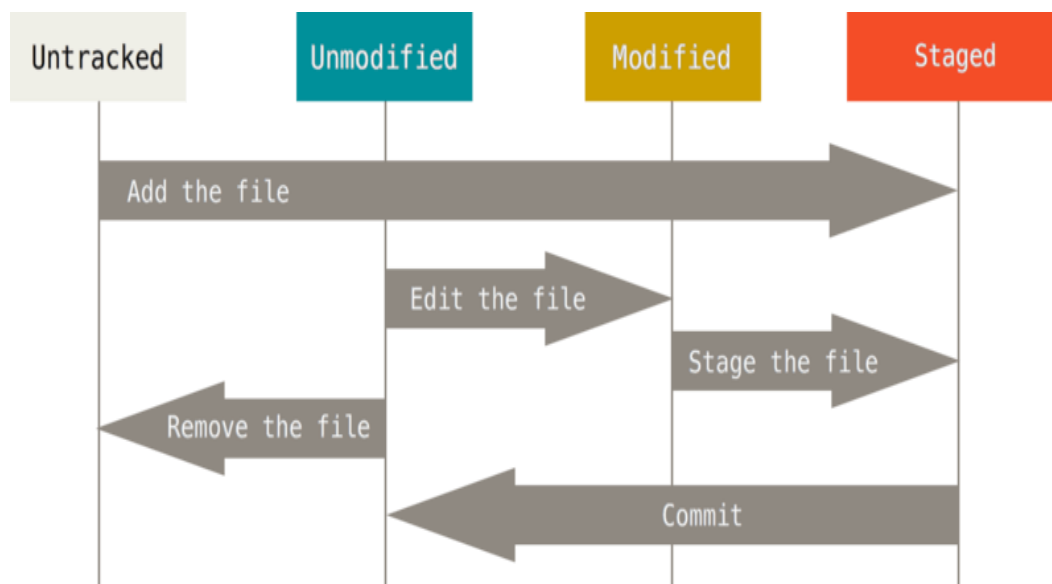 Untracked
Unmodified
Modified
Staged
Add the file
Edit the file
Stage the file
Remove the file
Commit